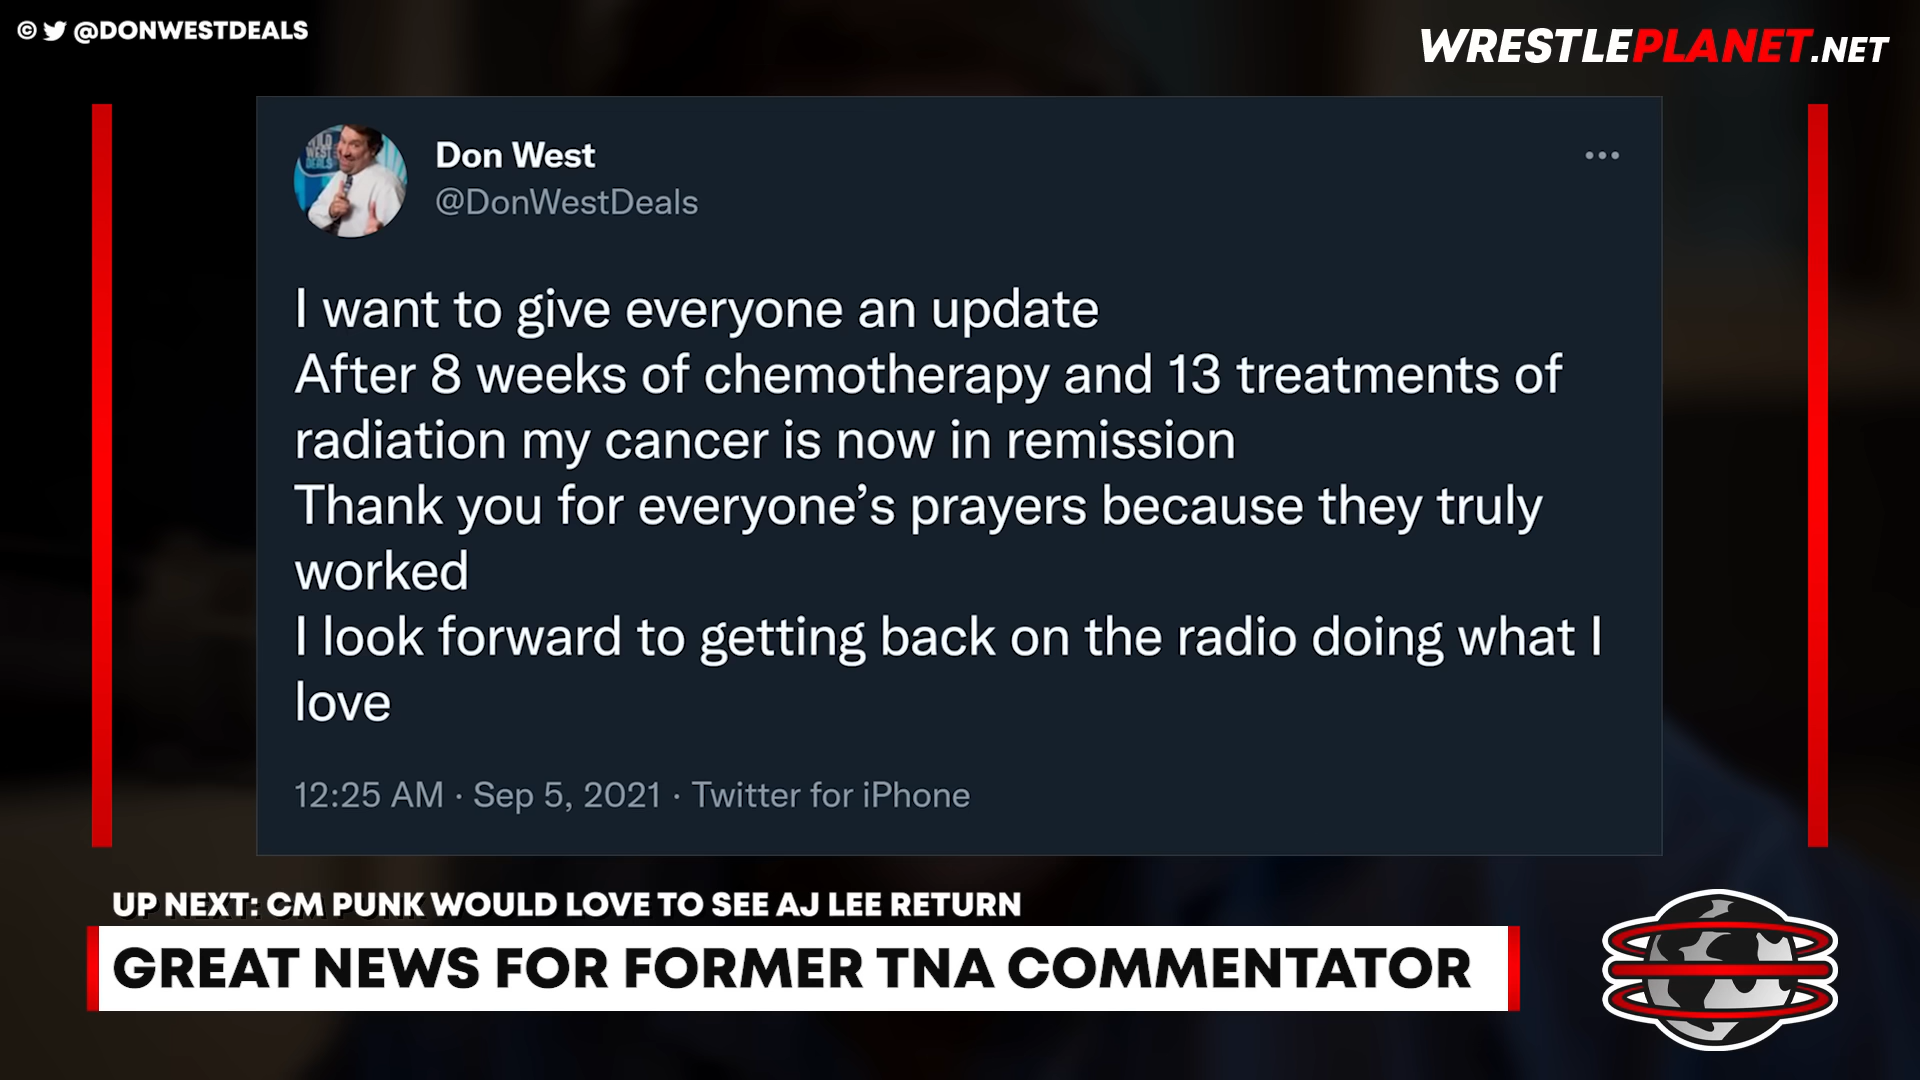 © @DONWESTDEALS
WRESTLEPLANET.NET
Don West
@DonWestDeals
I want to give everyone an update
After 8 weeks of chemotherapy and 13 treatments of
radiation my cancer is now in remission
Thank you for everyone’s prayers because they truly
worked
I look forward to getting back on the radio doing what I
love
12:25 AM · Sep 5, 2021 · Twitter for iPhone
UP NEXT: CM PUNK WOULD LOVE TO SEE AJ LEE RETURN
GREAT NEWS FOR FORMER TNA COMMENTATOR